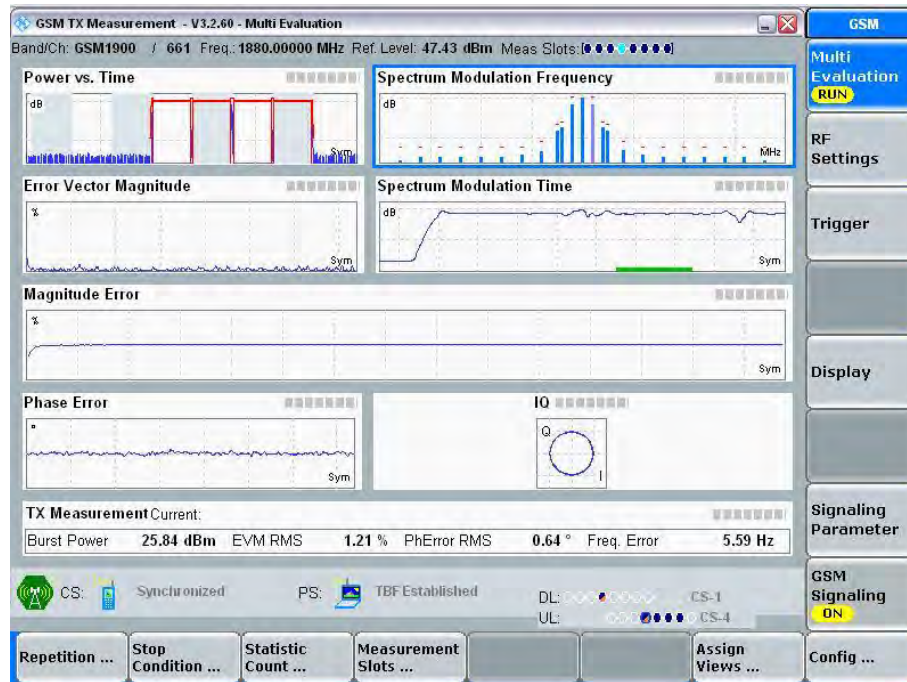 GSM TX Measurement - V3.2.60 - Multi Evaluation
GSM
Band/Ch: GSM1900 / 661 Freq.: 1880.00000 MHz Ref. Level: 47.43 dBm Meas Slots:
Multi
Evaluation
RUN
Power vs. Time
Spectrum Modulation Frequency
dB
Sym
dB
MHz
RF
Settings
Error Vector Magnitude
Spectrum Modulation Time
%
Sym
dB
Sym
Trigger
Magnitude Error
%
Sym
Display
Phase Error
IQ
°
Sym
Q
I
TX Measurement Current:
Burst Power 25.84 dBm EVM RMS 1.21 % PhError RMS 0.64 ° Freq. Error 5.59 Hz
Signaling
Parameter
CS: Synchronized PS: TBF Established
DL: CS-1
UL: CS-4
GSM
Signaling
ON
Repetition ...
Stop
Condition ...
Statistic
Count ...
Measurement
Slots ...
Assign
Views ...
Config ...